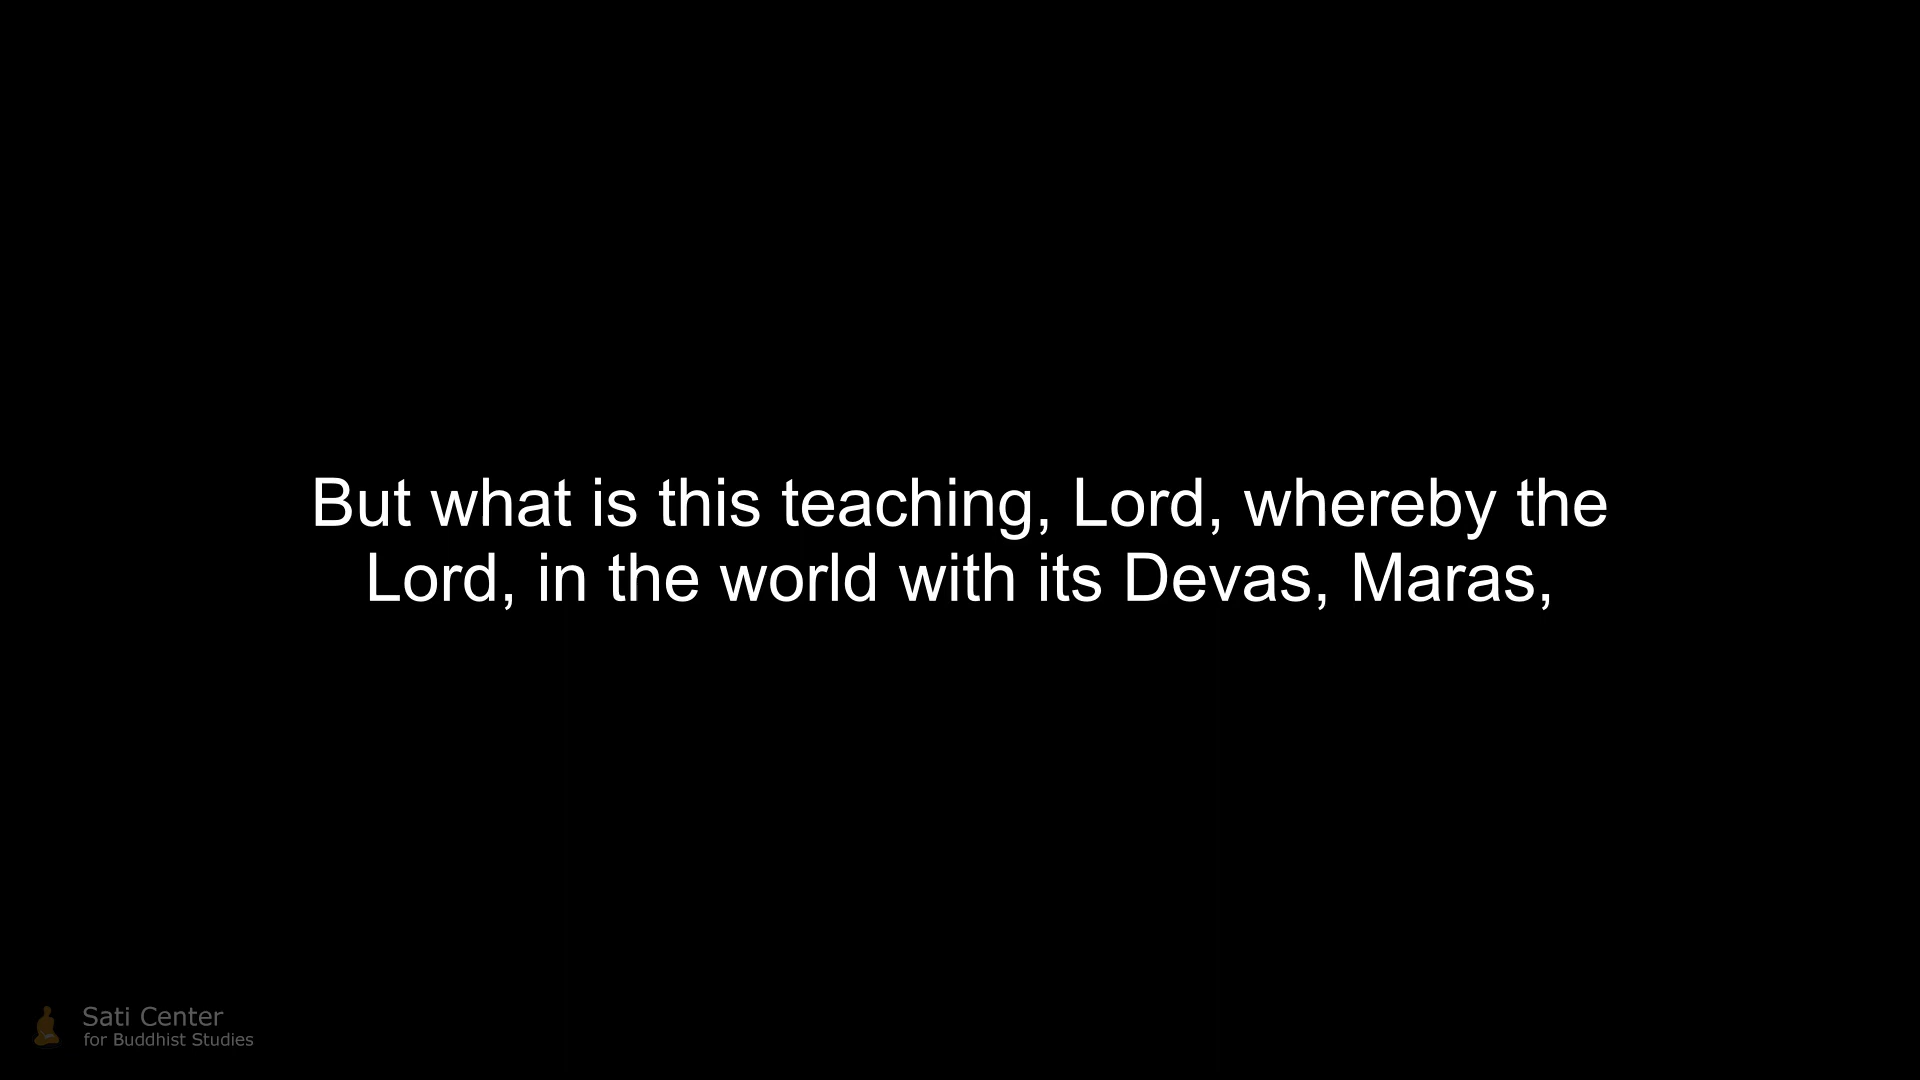 But what is this teaching, Lord, whereby the
Lord, in the world with its Devas, Maras,
Sati Center
for Buddhist Studies